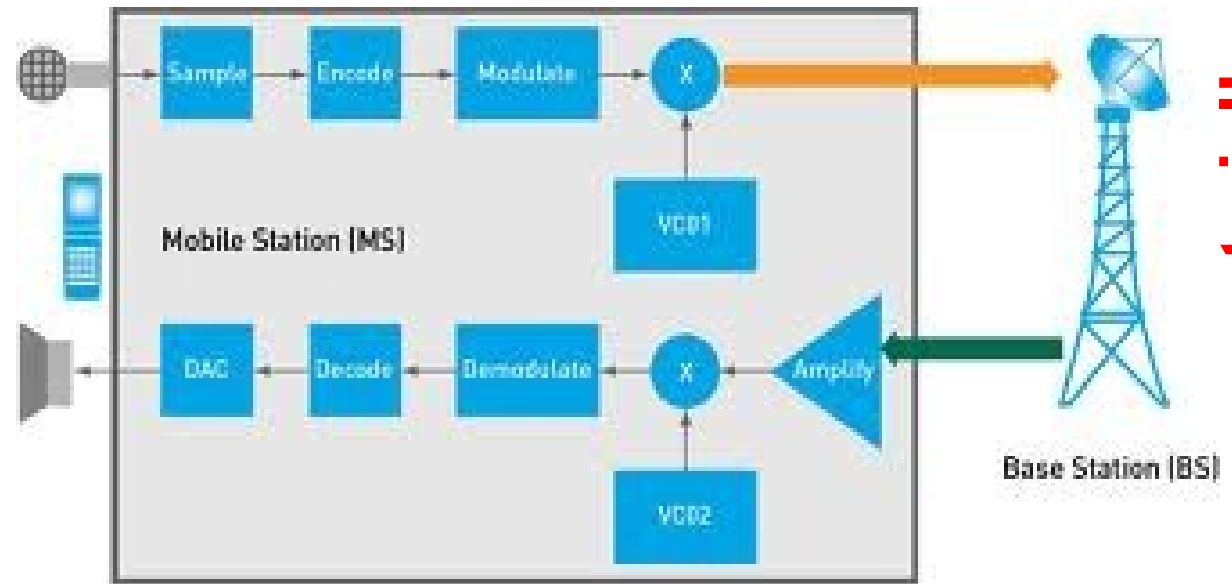 Sample
Encode
Modulate
X
VCO1
Mobile Station (MS)
DAC
Decode
Demodulate
X
Amplify
VCO2
Base Station (BS)